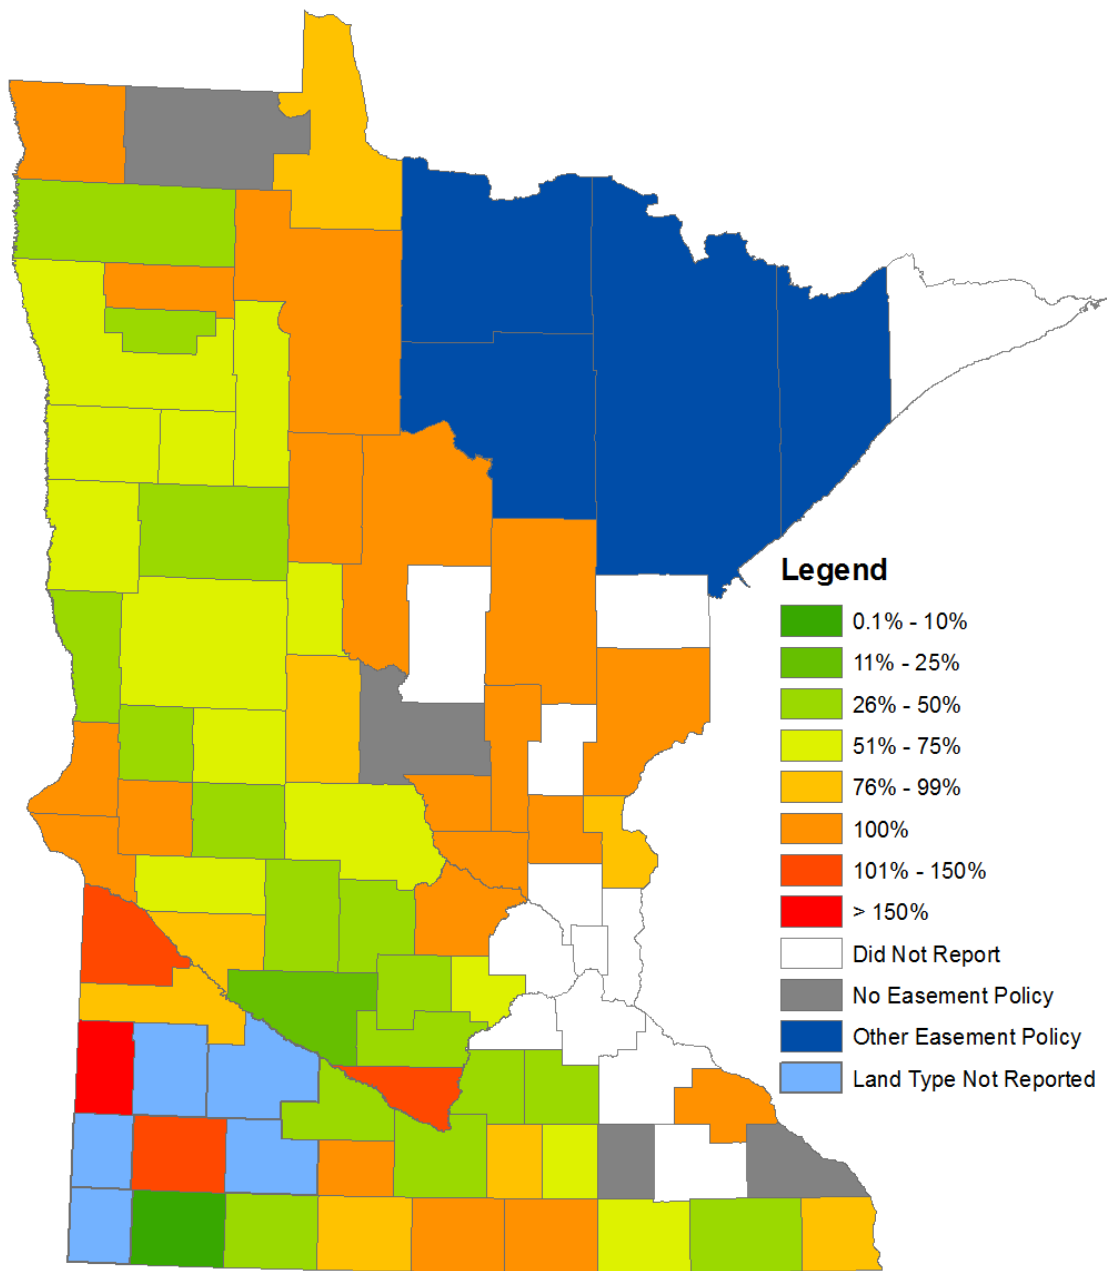 Legend
0.1% - 10%
11% - 25%
26% - 50%
51% - 75%
76% - 99%
100%
101% - 150%
> 150%
Did Not Report
No Easement Policy
Other Easement Policy
Land Type Not Reported